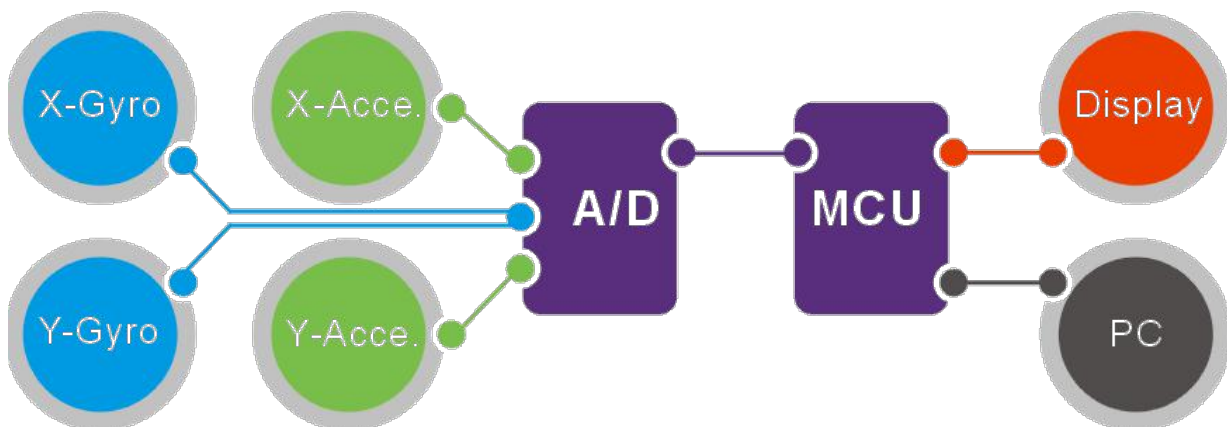 X-Gyro
X-Acce.
Display
A/D
MCU
Y-Gyro
Y-Acce.
PC